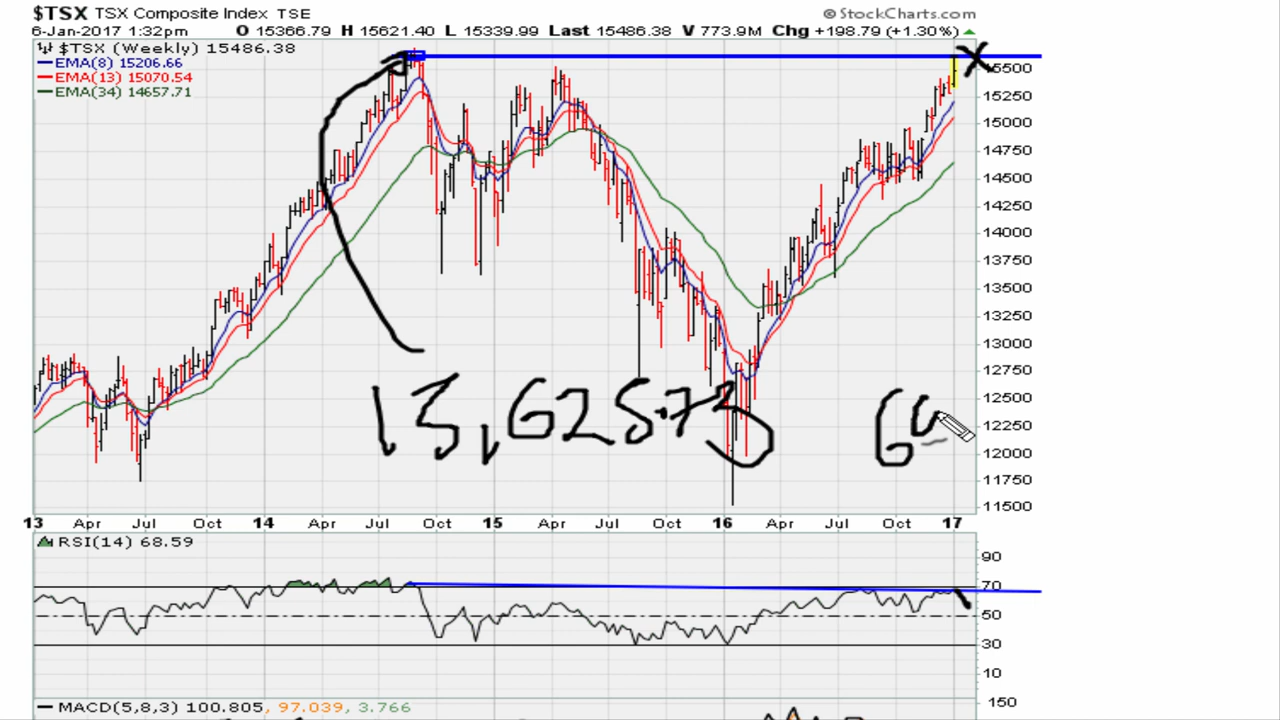 $TSX TSX Composite Index TSE
© StockCharts.com
6-Jan-2017 1:32pm
O 15366.79 H 15621.40 L 15339.99 Last 15486.38 V 773.9M Chg +198.79 (+1.30%)
$TSX (Weekly) 15486.38
EMA(8) 15206.66
EMA(13) 15070.54
EMA(34) 14657.71
X
15500
15250
15000
14750
14500
14250
14000
13750
13500
13250
13000
12750
12500
12250
12000
11750
11500
15,625.73
13 Apr Jul Oct 14 Apr Jul Oct 15 Apr Jul Oct 16 Apr Jul Oct 17
RSI(14) 68.59
90
70
50
30
10
MACD(5,8,3) 100.805, 97.039, 3.766
150